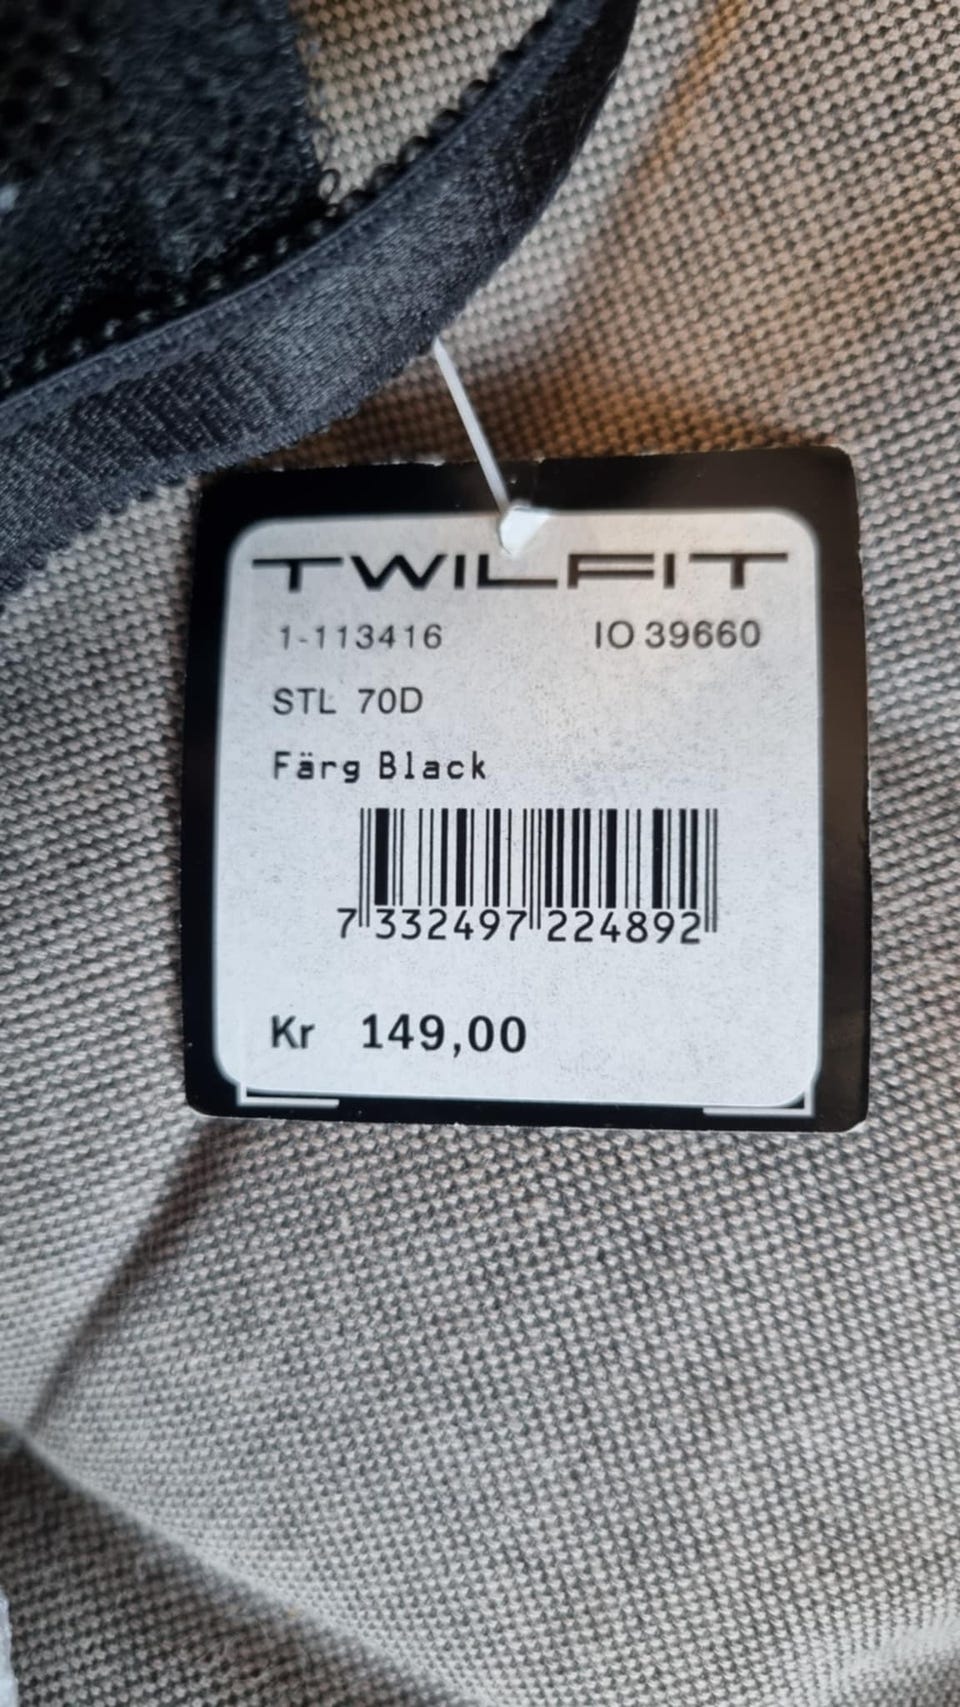 TWILFIT
1-113416 IO 39660
STL 70D
Färg Black
7 332497 224892
Kr 149,00